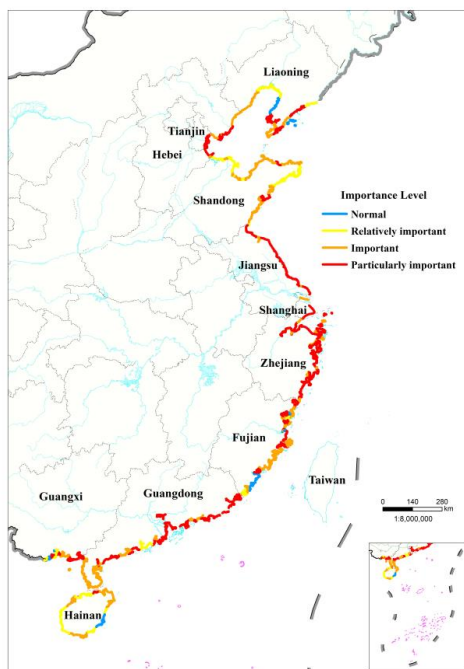 Liaoning
Tianjin
Hebei
Shandong
Importance Level
Normal
Relatively important
Important
Particularly important
Jiangsu
Shanghai
Zhejiang
Fujian
Taiwan
Guangxi
Guangdong
0 140 280
km
1:8,000,000
Hainan